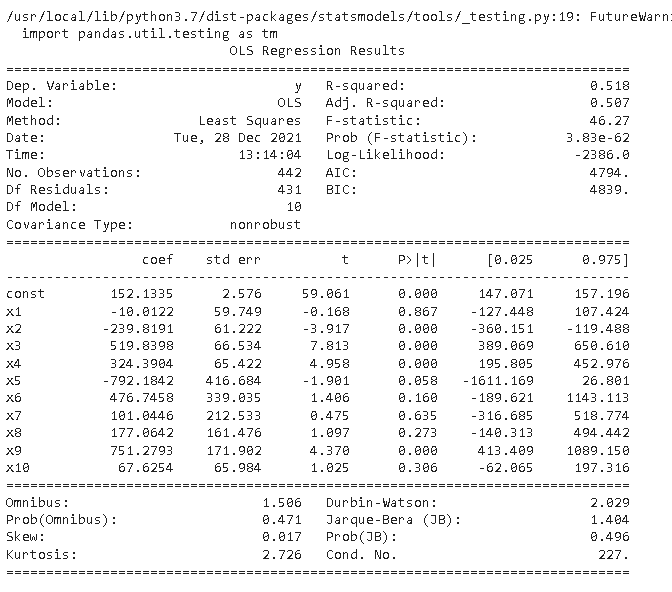 /usr/local/lib/python3.7/dist-packages/statsmodels/tools/_testing.py:19: FutureWarni
  import pandas.util.testing as tm
                            OLS Regression Results
==============================================================================
Dep. Variable:                      y   R-squared:                       0.518
Model:                            OLS   Adj. R-squared:                  0.507
Method:                 Least Squares   F-statistic:                     46.27
Date:                Tue, 28 Dec 2021   Prob (F-statistic):           3.83e-62
Time:                        13:14:04   Log-Likelihood:                -2386.0
No. Observations:                 442   AIC:                             4794.
Df Residuals:                     431   BIC:                             4839.
Df Model:                          10
Covariance Type:            nonrobust
==============================================================================
                 coef    std err          t      P>|t|      [0.025      0.975]
------------------------------------------------------------------------------
const        152.1335      2.576     59.061      0.000     147.071     157.196
x1           -10.0122     59.749     -0.168      0.867    -127.448     107.424
x2          -239.8191     61.222     -3.917      0.000    -360.151    -119.488
x3           519.8398     66.534      7.813      0.000     389.069     650.610
x4           324.3904     65.422      4.958      0.000     195.805     452.976
x5          -792.1842    416.684     -1.901      0.058   -1611.169      26.801
x6           476.7458    339.035      1.406      0.160    -189.621    1143.113
x7           101.0446    212.533      0.475      0.635    -316.685     518.774
x8           177.0642    161.476      1.097      0.273    -140.313     494.442
x9           751.2793    171.902      4.370      0.000     413.409    1089.150
x10           67.6254     65.984      1.025      0.306     -62.065     197.316
==============================================================================
Omnibus:                        1.506   Durbin-Watson:                   2.029
Prob(Omnibus):                  0.471   Jarque-Bera (JB):                1.404
Skew:                           0.017   Prob(JB):                        0.496
Kurtosis:                       2.726   Cond. No.                         227.
==============================================================================